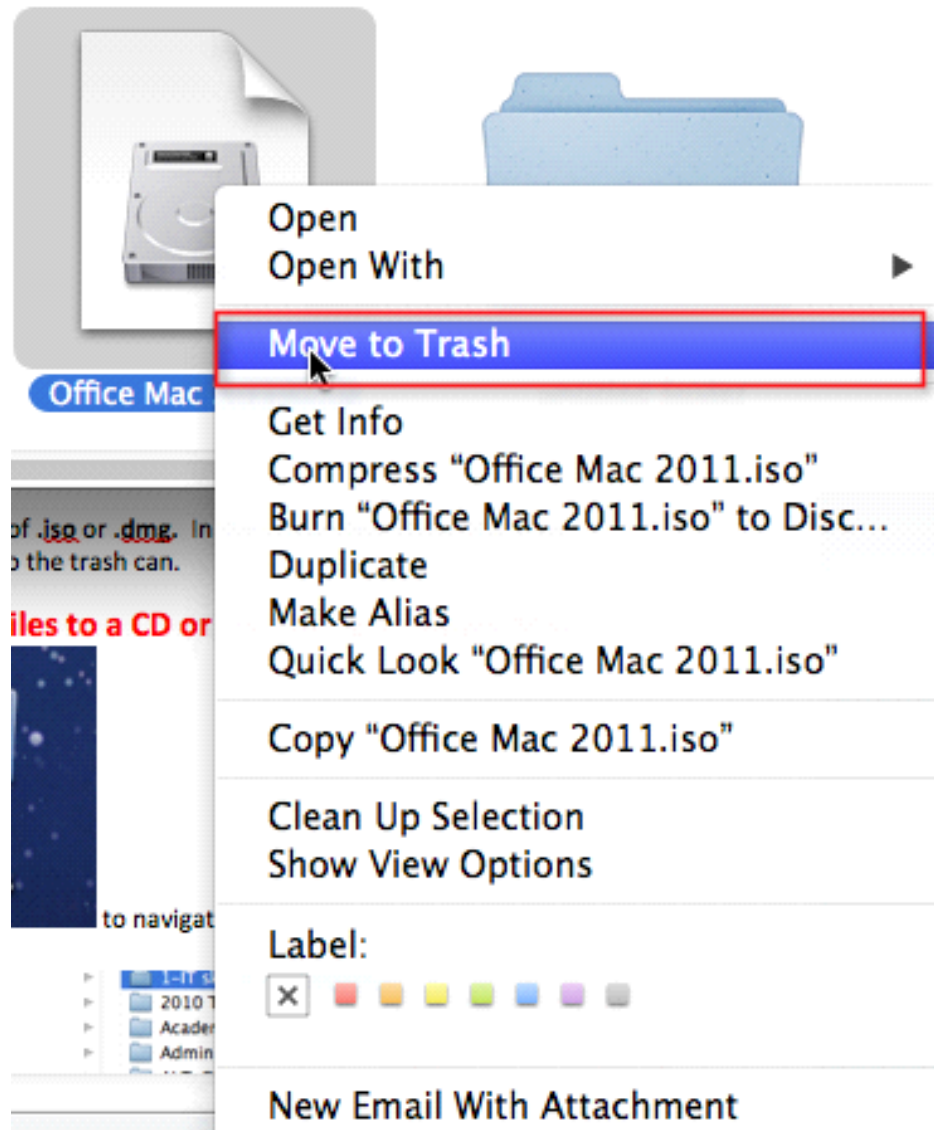 Open
Open With
Move to Trash
Office Mac
Get Info
Compress “Office Mac 2011.iso”
Burn “Office Mac 2011.iso” to Disc...
Duplicate
Make Alias
Quick Look “Office Mac 2011.iso”
Copy “Office Mac 2011.iso”
Clean Up Selection
Show View Options
Label:
New Email With Attachment
of .iso or .dmg. In
the trash can.
iles to a CD or
to navigat
2010
Admin